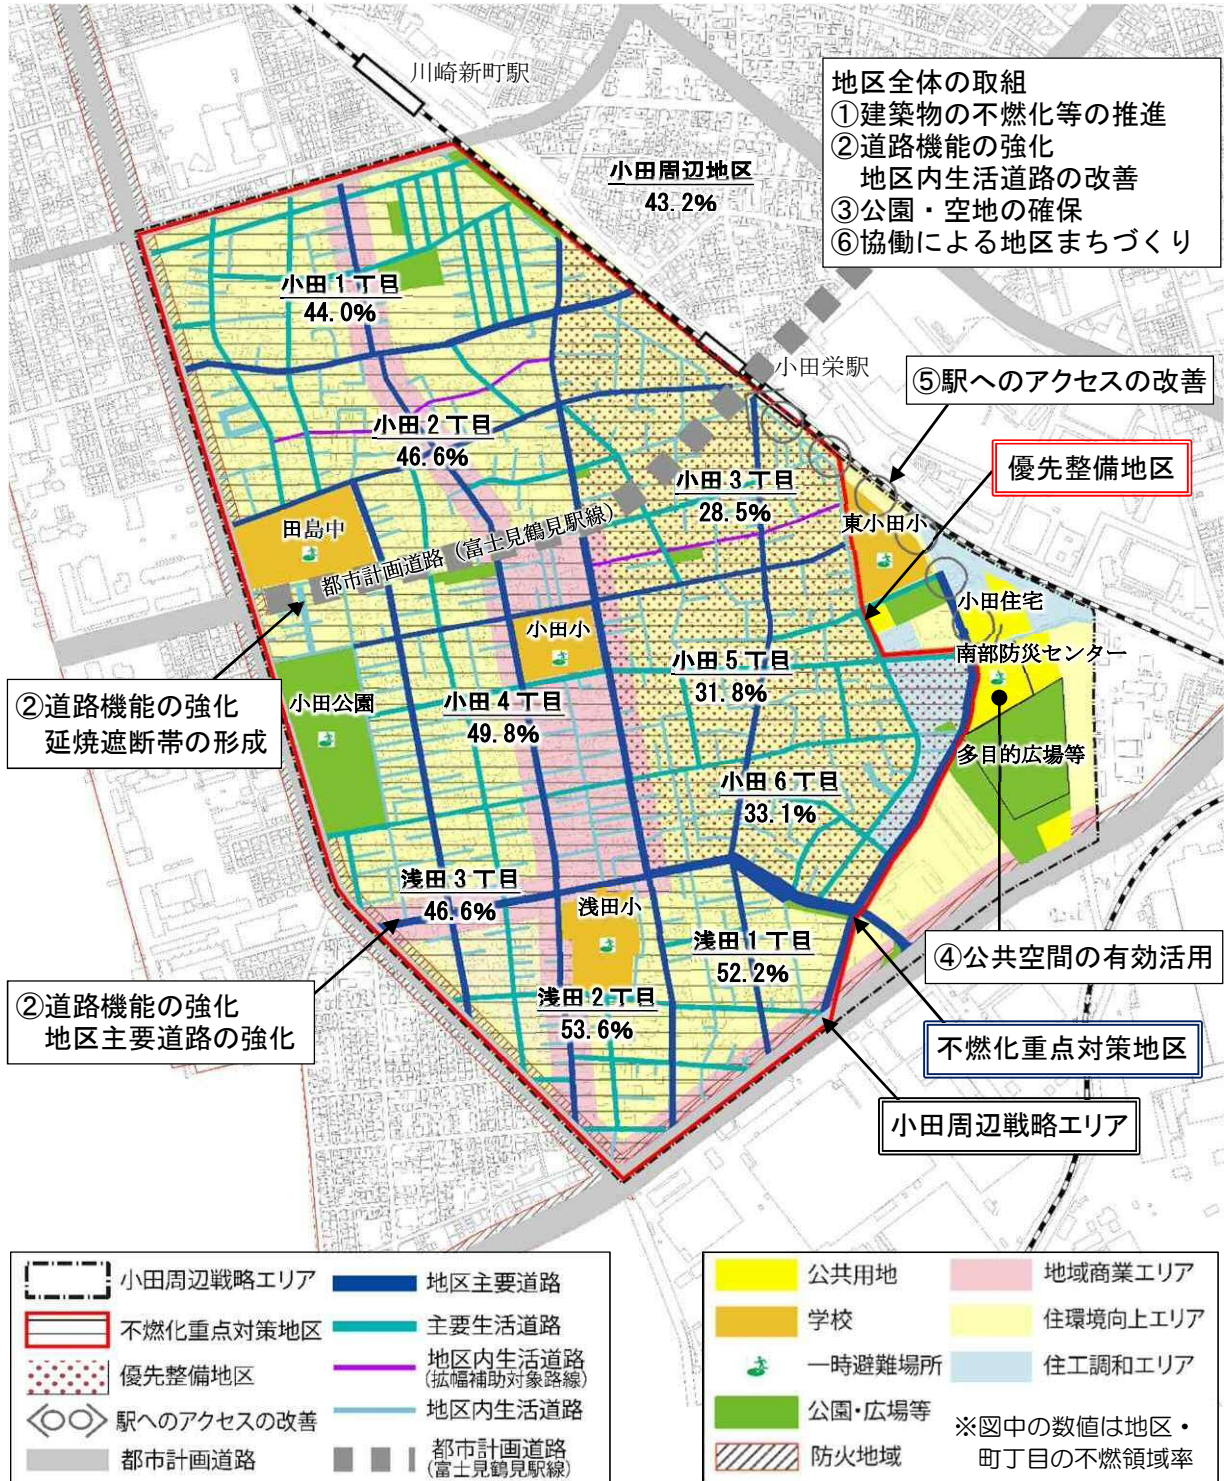 川崎新町駅
地区全体の取組
①建築物の不燃化等の推進
②道路機能の強化
地区内生活道路の改善
③公園・空地の確保
⑥協働による地区まちづくり
小田周辺地区
43.2%
小田1丁目
44.0%
小田栄駅
⑤駅へのアクセスの改善
小田2丁目
46.6%
優先整備地区
小田3丁目
28.5%
東小田小
田島中
都市計画道路（富士見鶴見駅線）
小田住宅
小田小
南部防災センター
小田5丁目
31.8%
②道路機能の強化
延焼遮断帯の形成
小田公園
小田4丁目
49.8%
多目的広場等
小田6丁目
33.1%
浅田3丁目
46.6%
浅田小
浅田1丁目
52.2%
④公共空間の有効活用
②道路機能の強化
地区主要道路の強化
浅田2丁目
53.6%
不燃化重点対策地区
小田周辺戦略エリア
小田周辺戦略エリア
不燃化重点対策地区
優先整備地区
駅へのアクセスの改善
都市計画道路
地区主要道路
主要生活道路
地区内生活道路
(拡幅補助対象路線)
地区内生活道路
都市計画道路
(富士見鶴見駅線)
公共用地
学校
一時避難場所
公園・広場等
防火地域
地域商業エリア
住環境向上エリア
住工調和エリア
※図中の数値は地区・
町丁目の不燃領域率